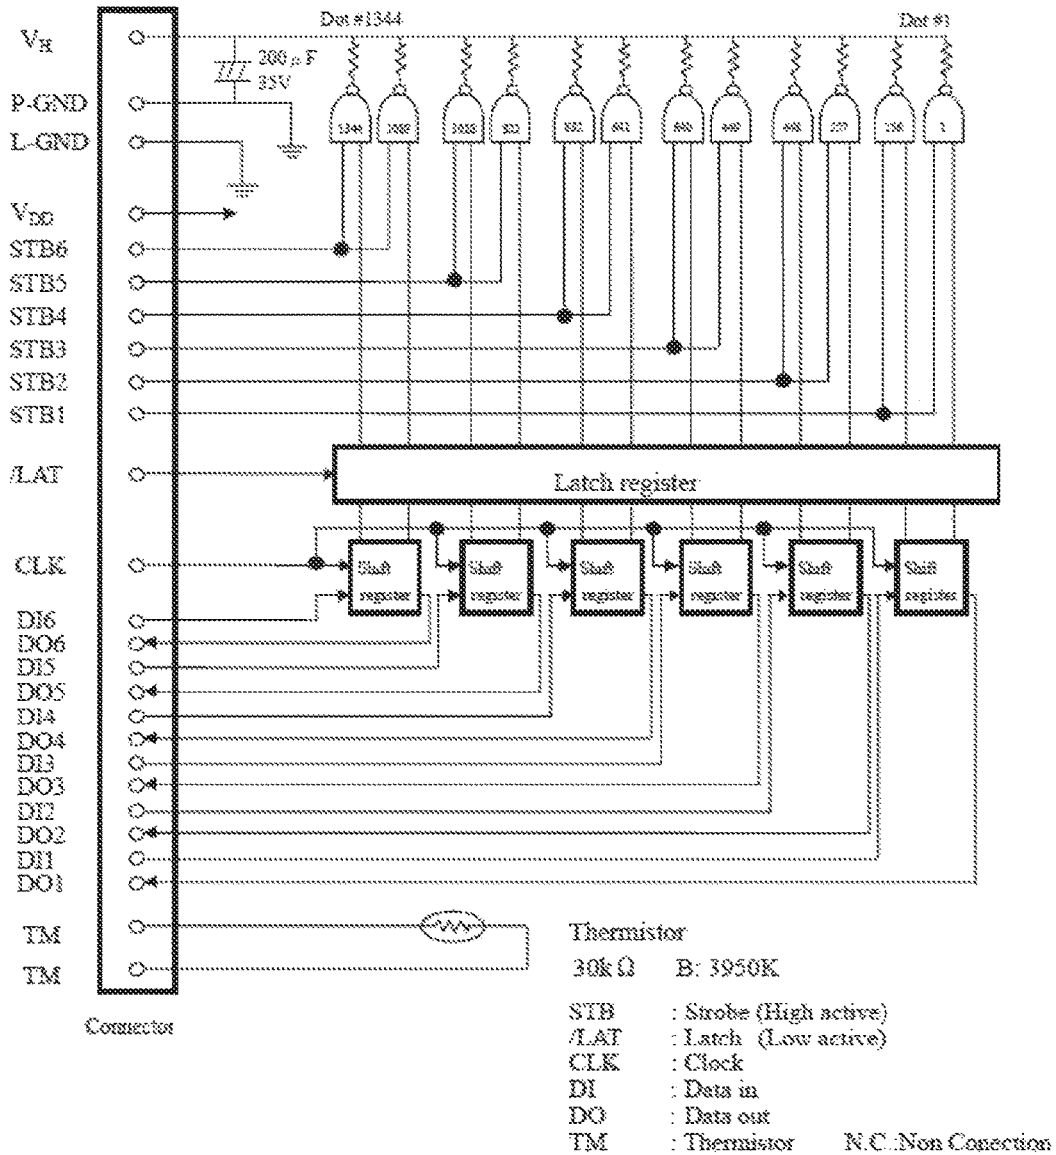 Dot #1344
Dot #1
V_H
200μF
35V
P-GND
L-GND
V_DD
STB6
STB5
STB4
STB3
STB2
STB1
/LAT
Latch register
CLK
Shift register
Shift register
Shift register
Shift register
Shift register
Shift register
DI6
DO6
DI5
DO5
DI4
DO4
DI3
DO3
DI2
DO2
DI1
DO1
TM
TM
Connector
Thermistor
30kΩ B: 3950K
STB : Strobe (High active)
/LAT : Latch (Low active)
CLK : Clock
DI : Data in
DO : Data out
TM : Thermistor N.C.:Non Conection
1344
1